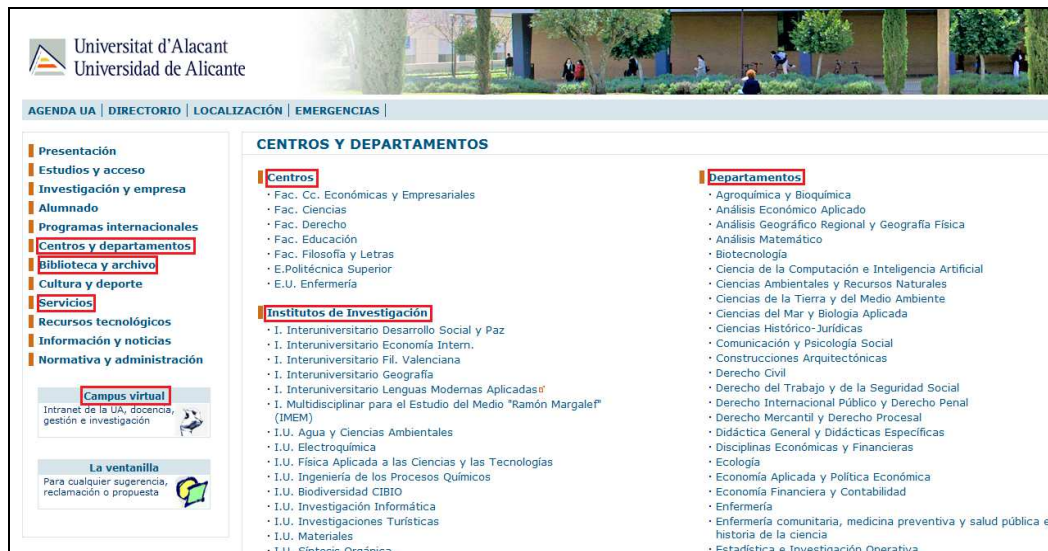 Universitat d'Alacant
Universidad de Alicante
AGENDA UA | DIRECTORIO | LOCALIZACIÓN | EMERGENCIAS |
Presentación
Estudios y acceso
Investigación y empresa
Alumnado
Programas internacionales
Centros y departamentos
Biblioteca y archivo
Cultura y deporte
Servicios
Recursos tecnológicos
Información y noticias
Normativa y administración
Campus virtual
Intranet de la UA, docencia,
gestión e investigación
La ventanilla
Para cualquier sugerencia,
reclamación o propuesta
CENTROS Y DEPARTAMENTOS
Centros
· Fac. Cc. Económicas y Empresariales
· Fac. Ciencias
· Fac. Derecho
· Fac. Educación
· Fac. Filosofía y Letras
· E.Politécnica Superior
· E.U. Enfermería
Institutos de Investigación
· I. Interuniversitario Desarrollo Social y Paz
· I. Interuniversitario Economía Intern.
· I. Interuniversitario Fil. Valenciana
· I. Interuniversitario Geografía
· I. Interuniversitario Lenguas Modernas Aplicadas
· I. Multidisciplinar para el Estudio del Medio "Ramón Margalef"
(IMEM)
· I.U. Agua y Ciencias Ambientales
· I.U. Electroquímica
· I.U. Física Aplicada a las Ciencias y las Tecnologías
· I.U. Ingeniería de los Procesos Químicos
· I.U. Biodiversidad CIBIO
· I.U. Investigación Informática
· I.U. Investigaciones Turísticas
· I.U. Materiales
· I.U. Síntesis Orgánica
Departamentos
· Agroquímica y Bioquímica
· Análisis Económico Aplicado
· Análisis Geográfico Regional y Geografía Física
· Análisis Matemático
· Biotecnología
· Ciencia de la Computación e Inteligencia Artificial
· Ciencias Ambientales y Recursos Naturales
· Ciencias de la Tierra y del Medio Ambiente
· Ciencias del Mar y Biologia Aplicada
· Ciencias Histórico-Jurídicas
· Comunicación y Psicología Social
· Construcciones Arquitectónicas
· Derecho Civil
· Derecho del Trabajo y de la Seguridad Social
· Derecho Internacional Público y Derecho Penal
· Derecho Mercantil y Derecho Procesal
· Didáctica General y Didácticas Específicas
· Disciplinas Económicas y Financieras
· Ecología
· Economía Aplicada y Política Económica
· Economía Financiera y Contabilidad
· Enfermería
· Enfermería comunitaria, medicina preventiva y salud pública e
historia de la ciencia
· Estadística e Investigación Operativa